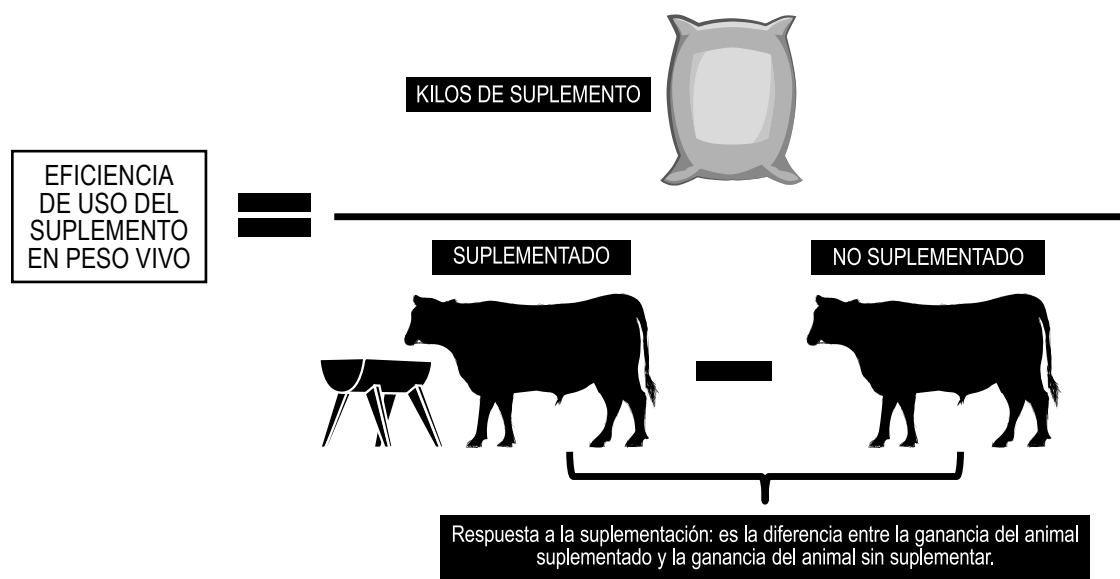 KILOS DE SUPLEMENTO
EFICIENCIA
DE USO DEL
SUPLEMENTO
EN PESO VIVO
SUPLEMENTADO
NO SUPLEMENTADO
Respuesta a la suplementación: es la diferencia entre la ganancia del animal
suplementado y la ganancia del animal sin suplementar.